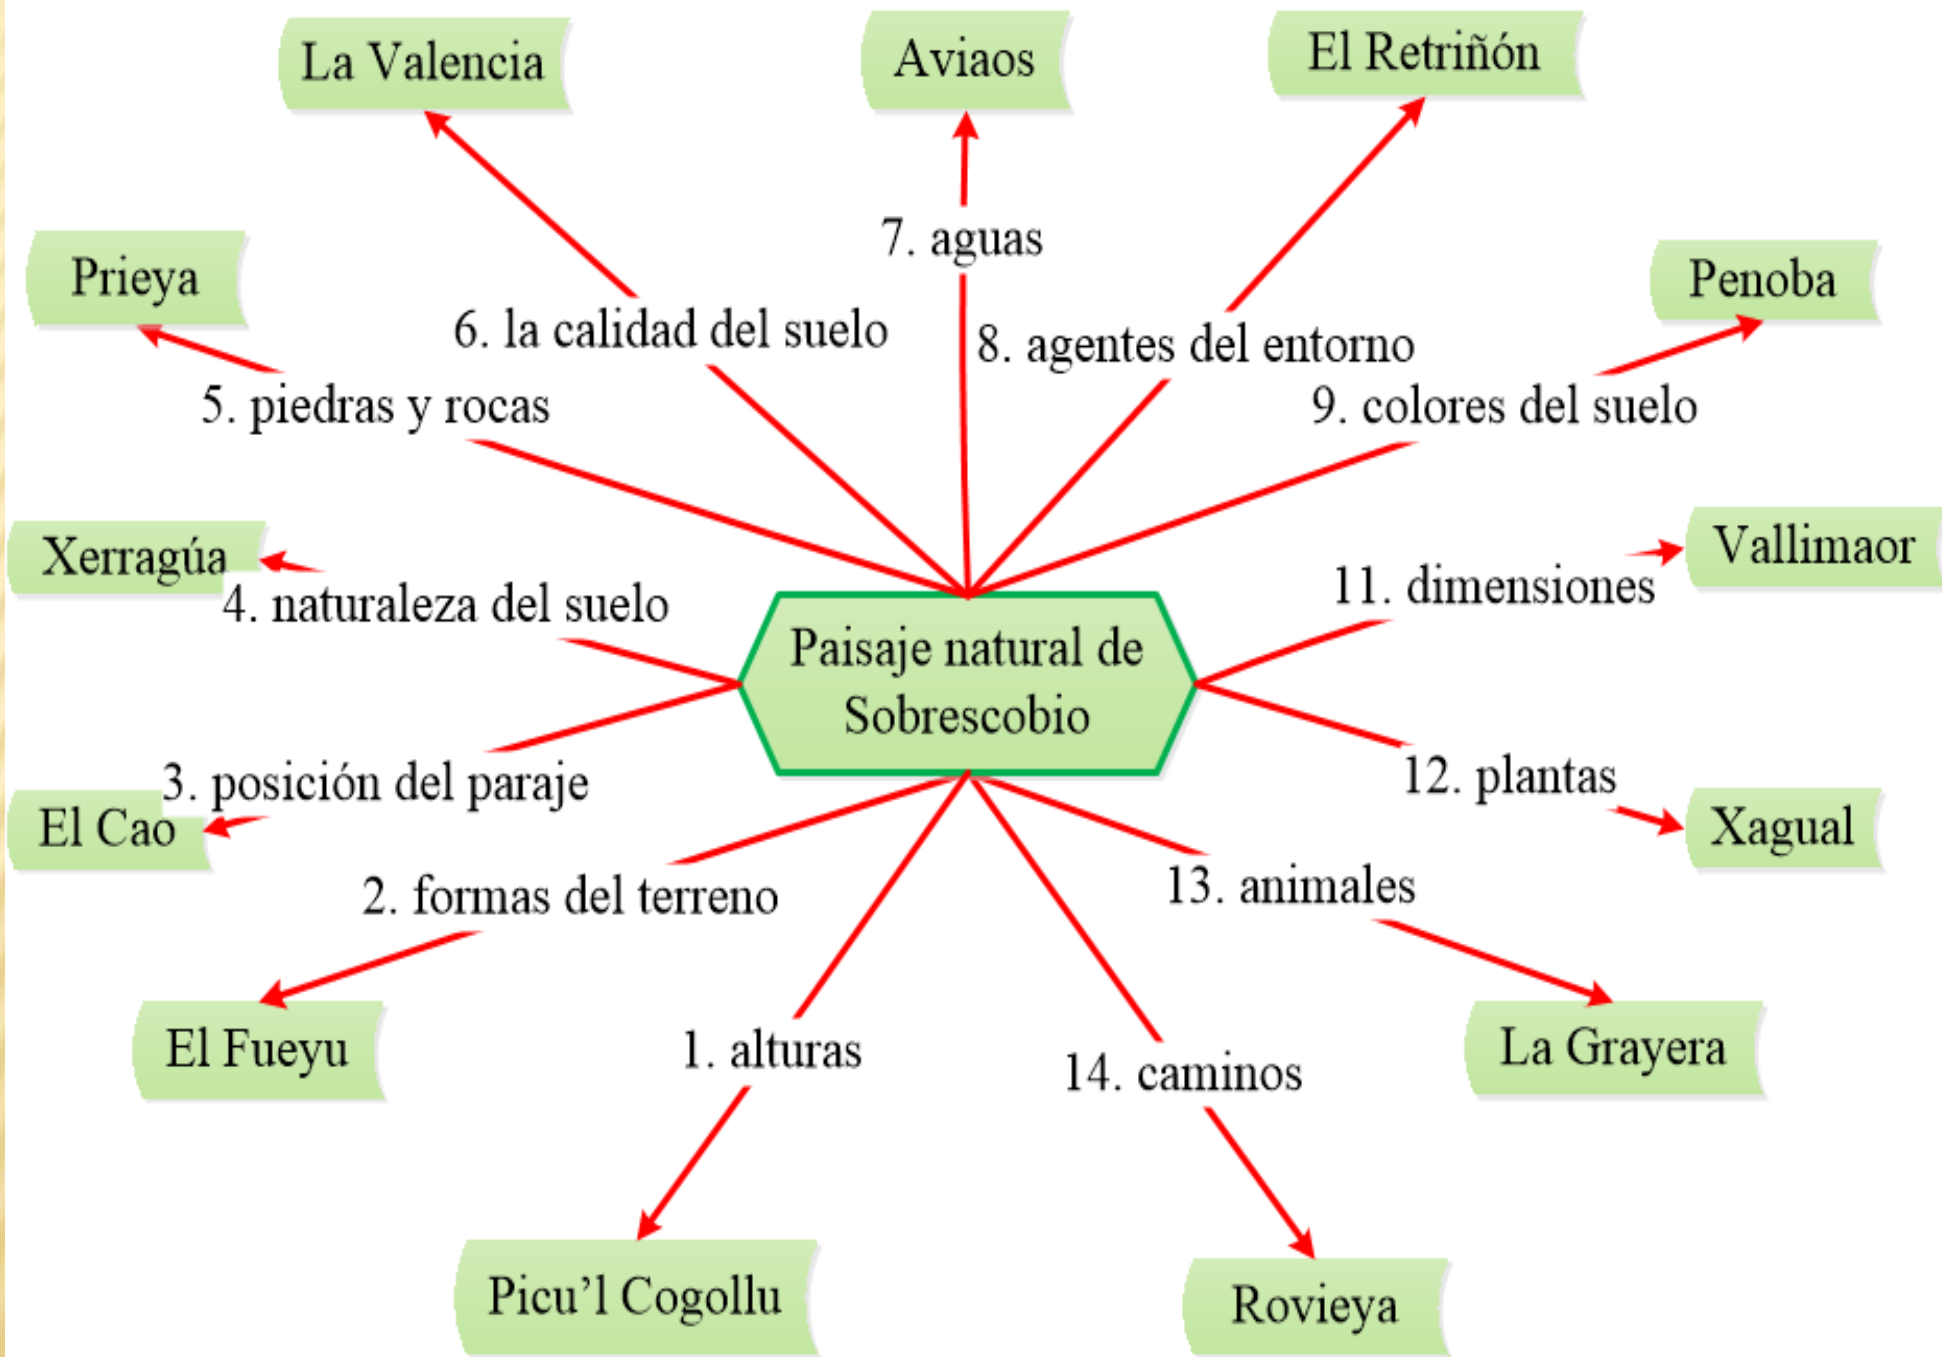 La Valencia
Aviaos
El Retriñón
Prieya
7. aguas
Penoba
6. la calidad del suelo
8. agentes del entorno
5. piedras y rocas
9. colores del suelo
Xerragúa
4. naturaleza del suelo
Vallimaor
11. dimensiones
Paisaje natural de
Sobrescobio
3. posición del paraje
El Cao
12. plantas
Xagual
2. formas del terreno
13. animales
El Fueyu
1. alturas
14. caminos
La Grayera
Picu’l Cogollu
Rovieya